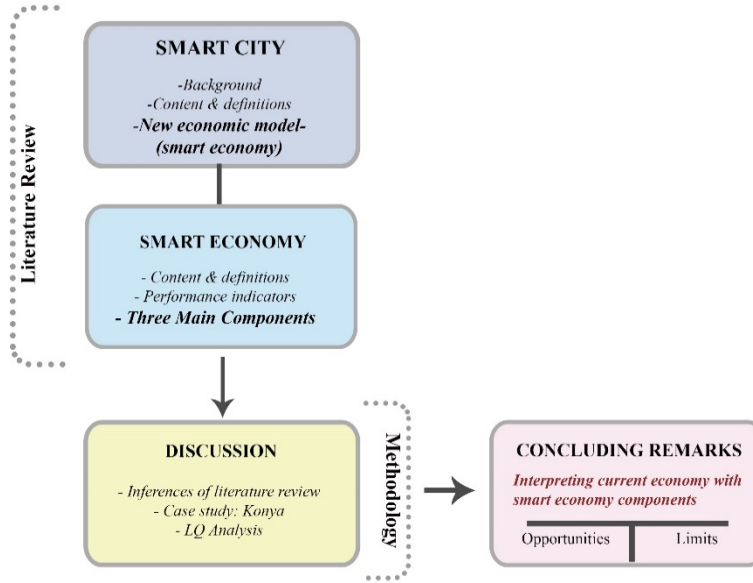 Literature Review
SMART CITY
-Background
-Content & definitions
-New economic model-
(smart economy)
SMART ECONOMY
- Content & definitions
- Performance indicators
- Three Main Components
DISCUSSION
- Inferences of literature review
- Case study: Konya
- LQ Analysis
Methodology
CONCLUDING REMARKS
Interpreting current economy with
smart economy components
Opportunities
Limits